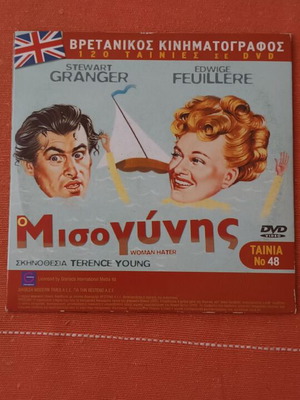 ΒΡΕΤΑΝΙΚΟΣ ΚΙΝΗΜΑΤΟΓΡΑΦΟΣ
120 ΤΑΙΝΙΕΣ ΣΕ DVD
STEWART GRANGER
EDWIGE FEUILLERE
Ο Μισογύνης
WOMAN HATER
ΣΚΗΝΟΘΕΣΙΑ TERENCE YOUNG
DVD
VIDEO
ΤΑΙΝΙΑ
Νο 48